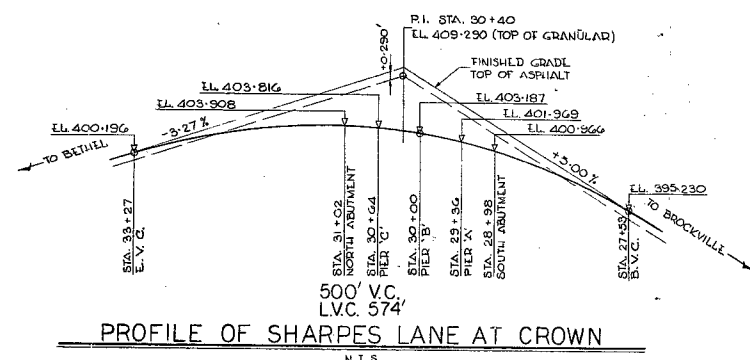 P.I. STA. 30+40
EL. 409.290 (TOP OF GRANULAR)
+0.290'
FINISHED GRADE
TOP OF ASPHALT
EL. 403.816
EL. 403.908
EL. 403.187
EL. 401.969
EL. 400.966
EL. 400.196
-3.27%
TO BETHEL
+5.00%
EL. 395.230
TO BROCKVILLE
STA. 33+27
E.V.C.
STA. 31+02
NORTH ABUTMENT
STA. 30+64
PIER 'C'
STA. 30+00
PIER 'B'
STA. 29+36
PIER 'A'
STA. 28+98
SOUTH ABUTMENT
STA. 27+53
B.V.C.
500' V.C.
L.V.C. 574'
PROFILE OF SHARPES LANE AT CROWN
N.T.S.